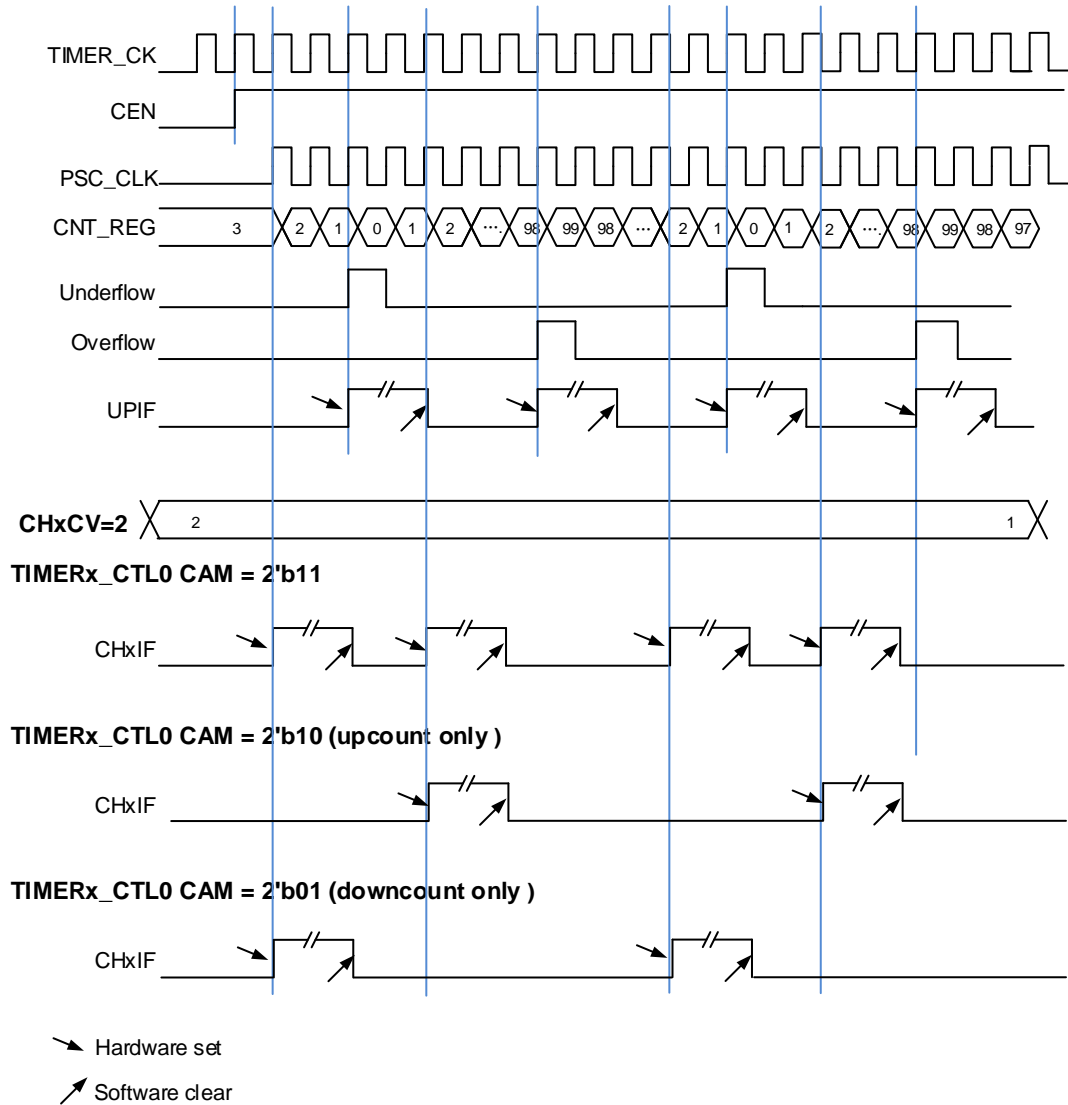 TIMER_CK
CEN
PSC_CLK
CNT_REG 3 2 1 0 1 2 .... 98 99 98 ... 2 1 0 1 2 .... 98 99 98 97
Underflow
Overflow
UPIF
CHxCV=2 2 1
TIMERx_CTL0 CAM = 2'b11
CHxIF
TIMERx_CTL0 CAM = 2'b10 (upcount only )
CHxIF
TIMERx_CTL0 CAM = 2'b01 (downcount only )
CHxIF
Hardware set
Software clear